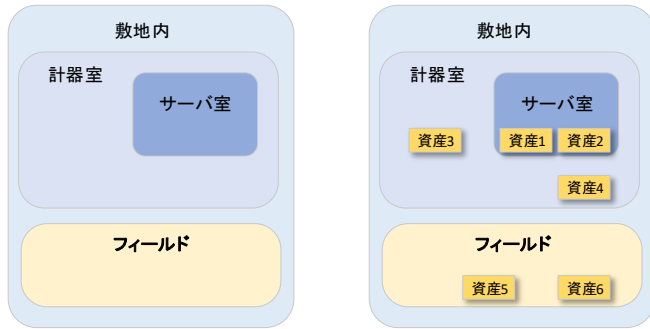 敷地内
計器室
サーバ室
フィールド
敷地内
計器室
サーバ室
資産3
資産1
資産2
資産4
フィールド
資産5
資産6